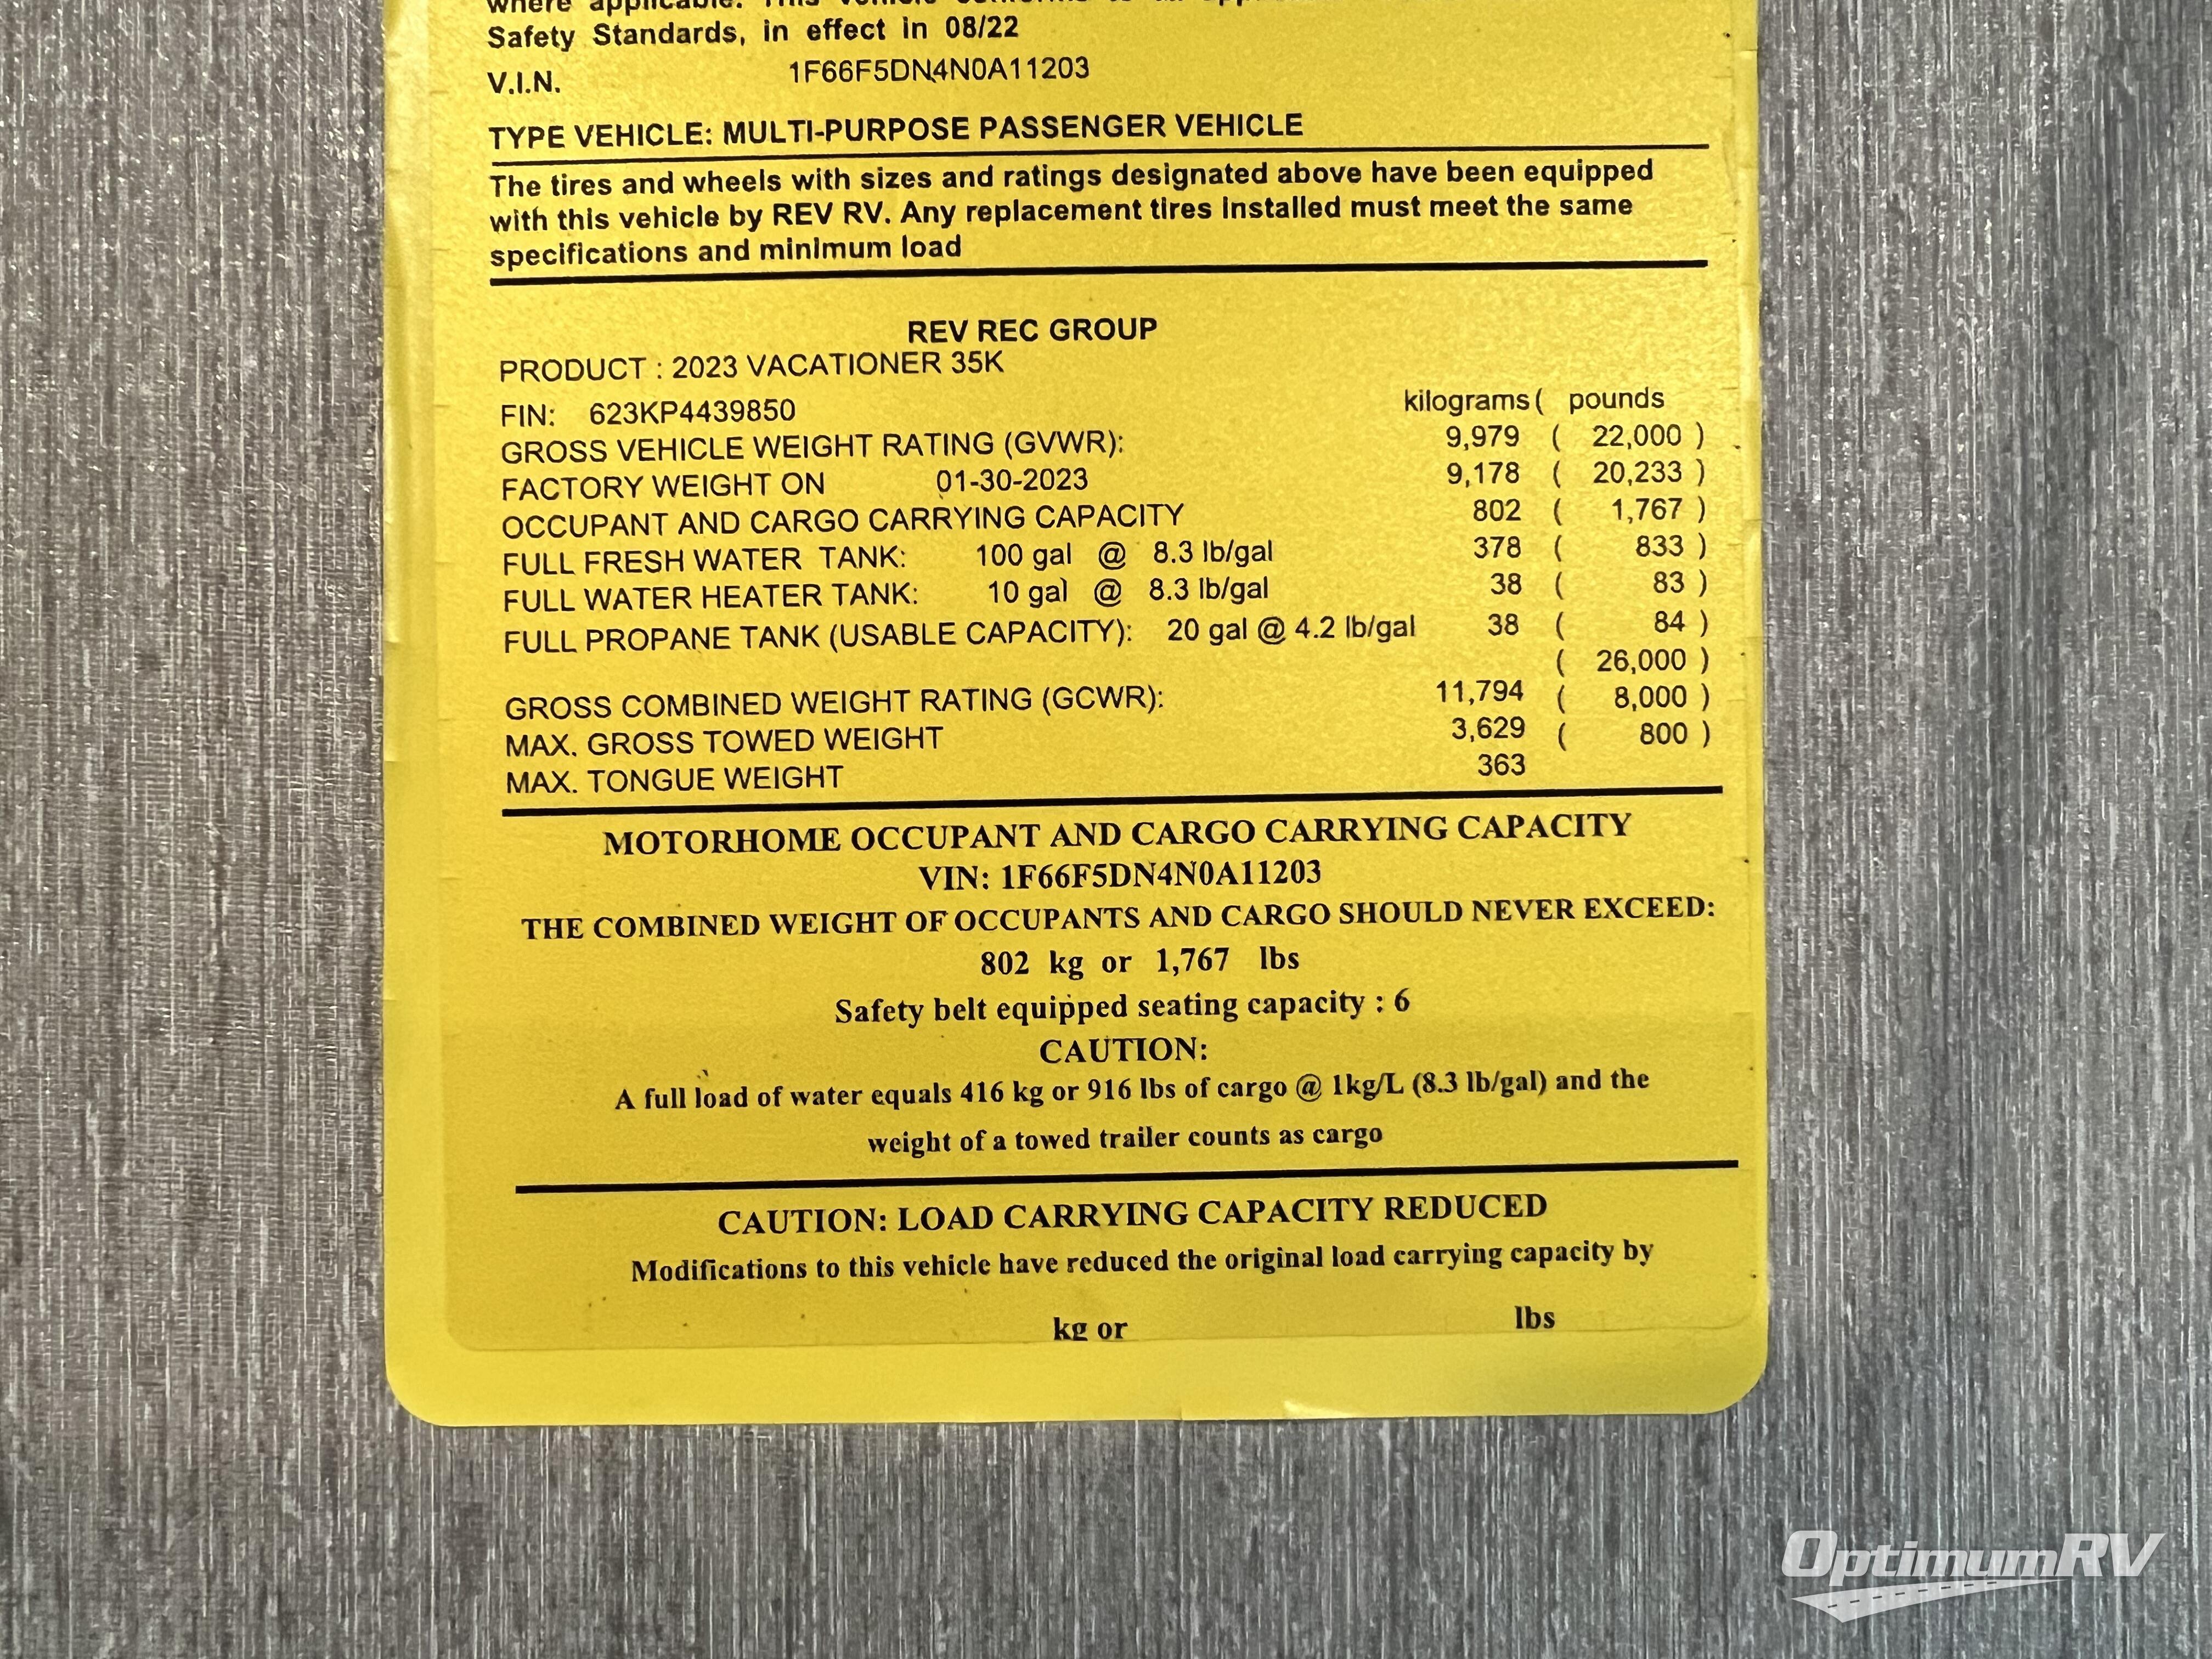 where applicable. This vehicle conforms to all
Safety Standards, in effect in 08/22
V.I.N. 1F66F5DN4N0A11203
TYPE VEHICLE: MULTI-PURPOSE PASSENGER VEHICLE
The tires and wheels with sizes and ratings designated above have been equipped
with this vehicle by REV RV. Any replacement tires installed must meet the same
specifications and minimum load
REV REC GROUP
PRODUCT : 2023 VACATIONER 35K
kilograms ( pounds
FIN: 623KP4439850
GROSS VEHICLE WEIGHT RATING (GVWR): 9,979 ( 22,000 )
FACTORY WEIGHT ON 01-30-2023 9,178 ( 20,233 )
OCCUPANT AND CARGO CARRYING CAPACITY 802 ( 1,767 )
FULL FRESH WATER TANK: 100 gal @ 8.3 lb/gal 378 ( 833 )
FULL WATER HEATER TANK: 10 gal @ 8.3 lb/gal 38 ( 83 )
FULL PROPANE TANK (USABLE CAPACITY): 20 gal @ 4.2 lb/gal 38 ( 84 )
( 26,000 )
GROSS COMBINED WEIGHT RATING (GCWR): 11,794 ( 8,000 )
MAX. GROSS TOWED WEIGHT 3,629 ( 800 )
MAX. TONGUE WEIGHT 363
MOTORHOME OCCUPANT AND CARGO CARRYING CAPACITY
VIN: 1F66F5DN4N0A11203
THE COMBINED WEIGHT OF OCCUPANTS AND CARGO SHOULD NEVER EXCEED:
802 kg or 1,767 lbs
Safety belt equipped seating capacity : 6
CAUTION:
A full load of water equals 416 kg or 916 lbs of cargo @ 1kg/L (8.3 lb/gal) and the
weight of a towed trailer counts as cargo
CAUTION: LOAD CARRYING CAPACITY REDUCED
Modifications to this vehicle have reduced the original load carrying capacity by
kg or lbs
OptimumRV